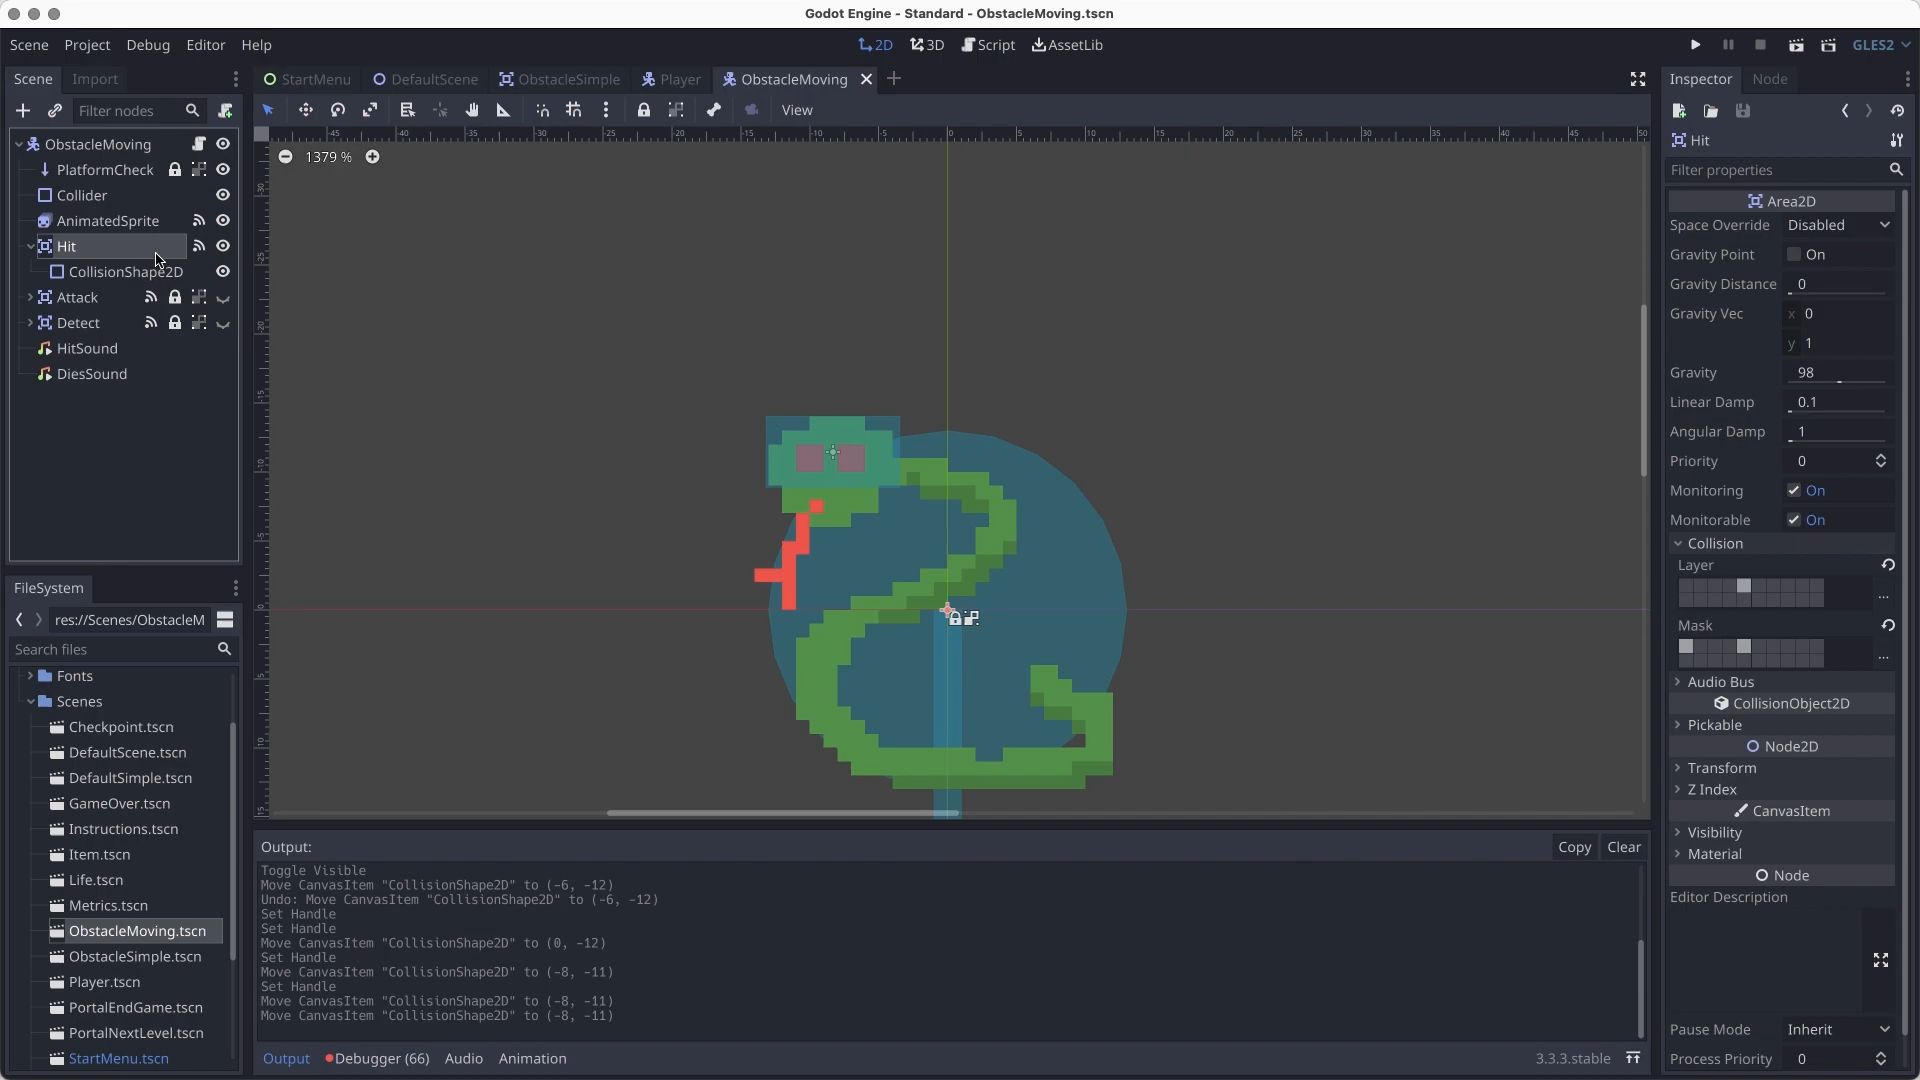 Godot Engine - Standard - ObstacleMoving.tscn
Scene Project Debug Editor Help
2D 3D Script AssetLib
GLES2
Scene Import
StartMenu DefaultScene ObstacleSimple Player ObstacleMoving
Inspector Node
Filter nodes
View
ObstacleMoving
PlatformCheck
Collider
AnimatedSprite
Hit
CollisionShape2D
Attack
Detect
HitSound
DiesSound
1379 %
Hit
Filter properties
Area2D
Space Override Disabled
Gravity Point On
Gravity Distance 0
Gravity Vec x 0
y 1
Gravity 98
Linear Damp 0.1
Angular Damp 1
Priority 0
Monitoring On
Monitorable On
Collision
Layer
...
Mask
...
Audio Bus
CollisionObject2D
Pickable
Node2D
Transform
Z Index
CanvasItem
Visibility
Material
Node
Editor Description
Pause Mode Inherit
Process Priority 0
FileSystem
res://Scenes/ObstacleM
Search files
Fonts
Scenes
Checkpoint.tscn
DefaultScene.tscn
DefaultSimple.tscn
GameOver.tscn
Instructions.tscn
Item.tscn
Life.tscn
Metrics.tscn
ObstacleMoving.tscn
ObstacleSimple.tscn
Player.tscn
PortalEndGame.tscn
PortalNextLevel.tscn
StartMenu.tscn
Output:
Copy Clear
Toggle Visible
Move CanvasItem "CollisionShape2D" to (-6, -12)
Undo: Move CanvasItem "CollisionShape2D" to (-6, -12)
Set Handle
Set Handle
Move CanvasItem "CollisionShape2D" to (0, -12)
Set Handle
Move CanvasItem "CollisionShape2D" to (-8, -11)
Set Handle
Move CanvasItem "CollisionShape2D" to (-8, -11)
Move CanvasItem "CollisionShape2D" to (-8, -11)
Output Debugger (66) Audio Animation
3.3.3.stable